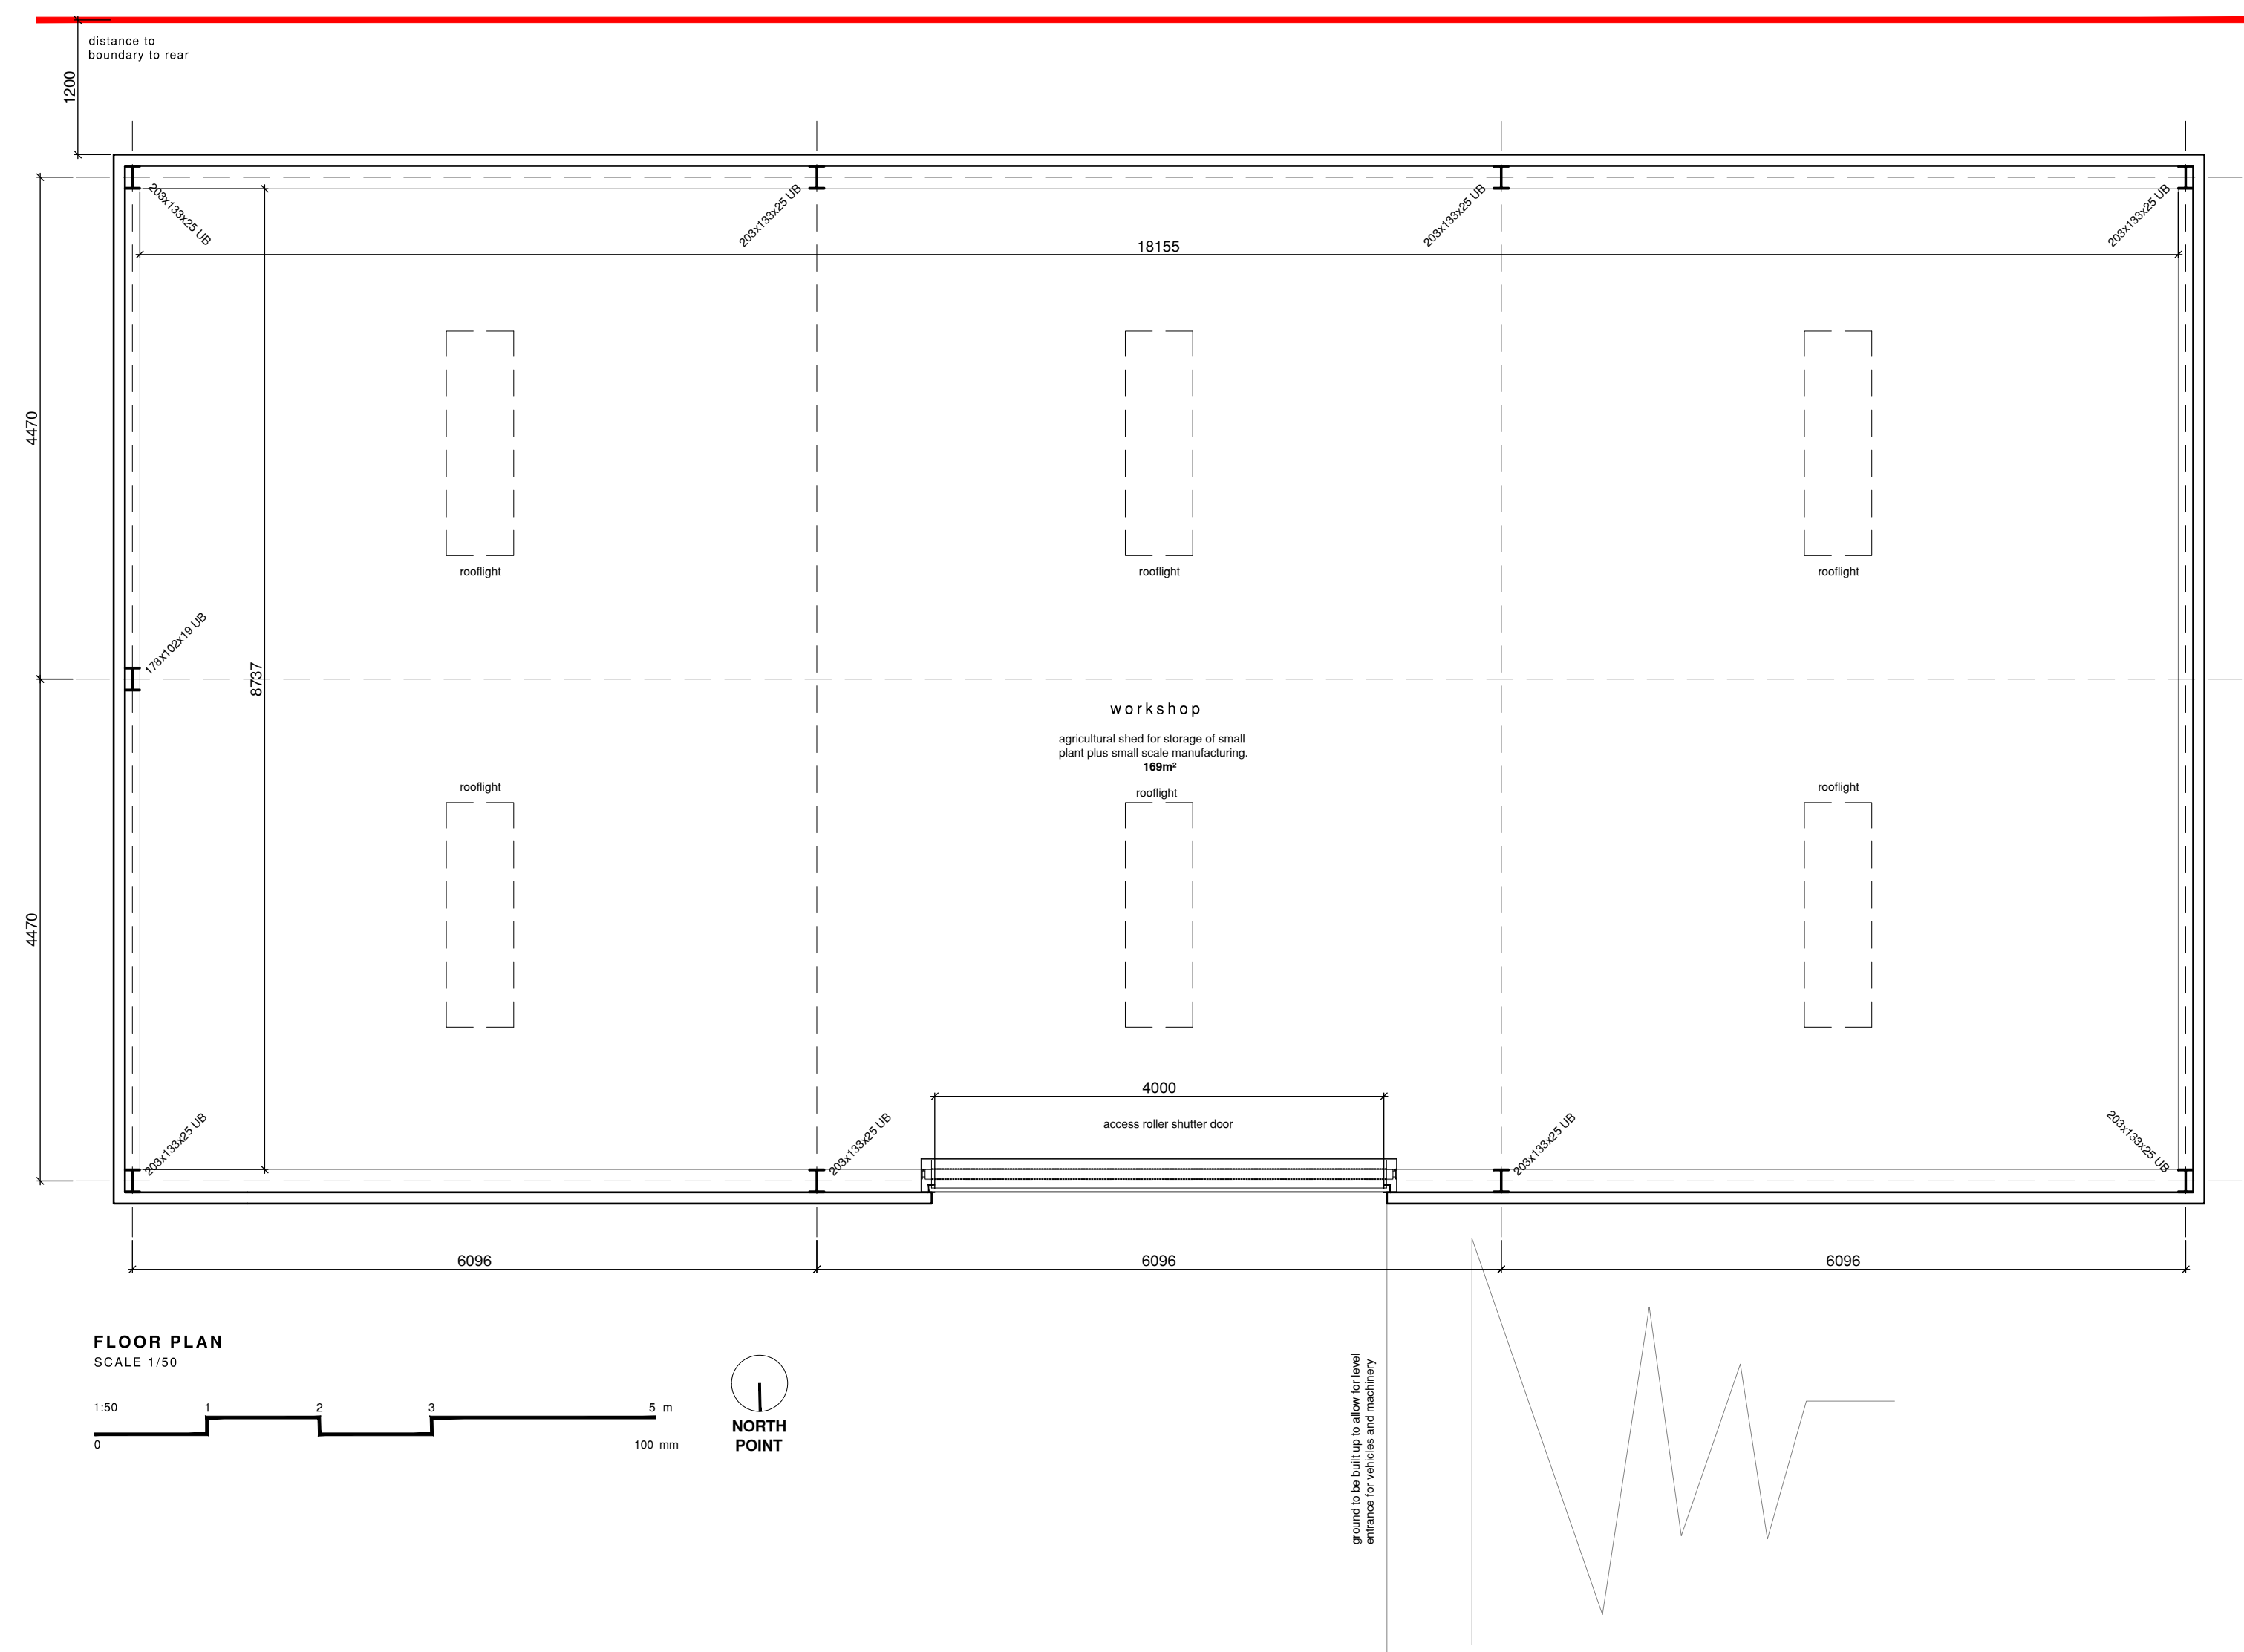 distance to
boundary to rear
1200
203x133x25 UB
203x133x25 UB
203x133x25 UB
203x133x25 UB
18155
4470
rooflight
rooflight
rooflight
178x102x19 UB
8737
workshop
agricultural shed for storage of small
plant plus small scale manufacturing.
169m²
rooflight
rooflight
rooflight
4470
4000
access roller shutter door
203x133x25 UB
203x133x25 UB
203x133x25 UB
203x133x25 UB
6096
6096
6096
FLOOR PLAN
SCALE 1/50
1:50 1 2 3 5 m
0 100 mm
NORTH
POINT
ground to be built up to allow for level
entrance for vehicles and machinery